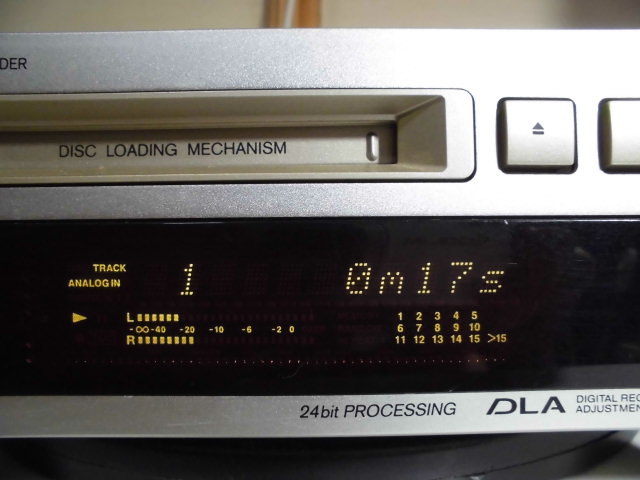 DER
DISC LOADING MECHANISM
TRACK 1 0m17s
ANALOG IN
L
-∞ -40 -20 -10 -6 -2 0
R
1 2 3 4 5
6 7 8 9 10
11 12 13 14 15 >15
24bit PROCESSING
DLA
DIGITAL REC
ADJUSTMEN